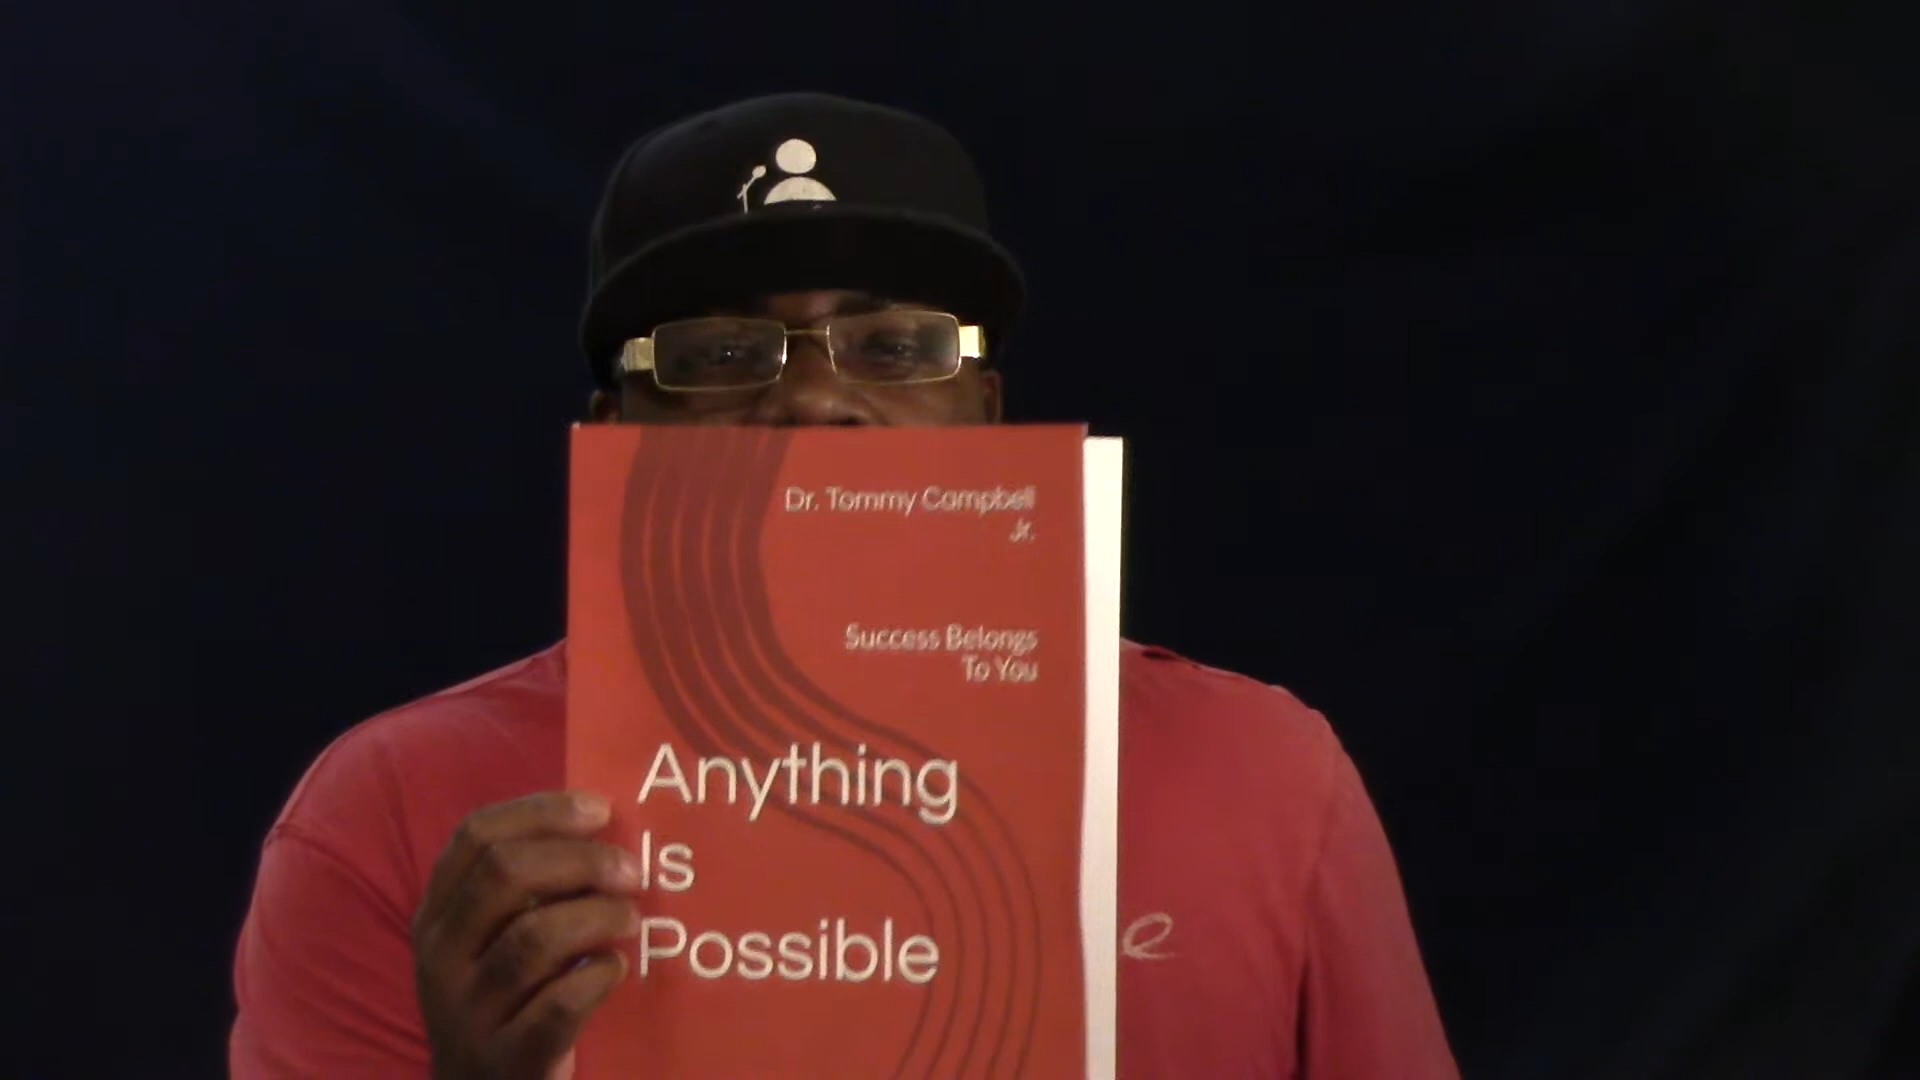 Dr. Tommy Campbell
Jr.
Success Belongs
To You
Anything
Is
Possible
e